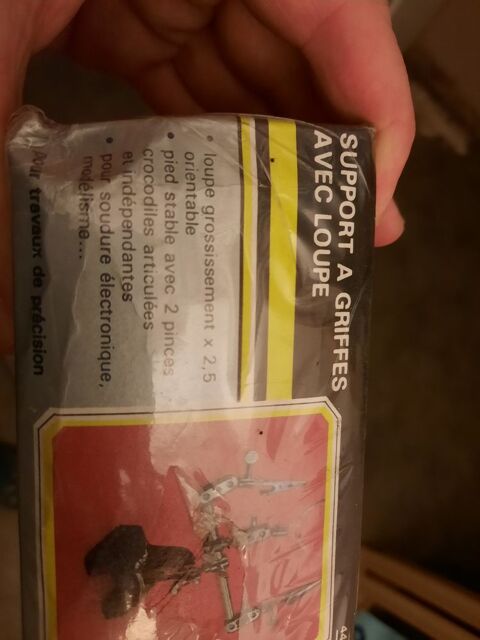 SUPPORT A GRIFFES
AVEC LOUPE
• loupe grossissement x 2,5
orientable
• pied stable avec 2 pinces
crocodiles articulées
et indépendantes
• pour soudure électronique,
modélisme...
Pour travaux de précision